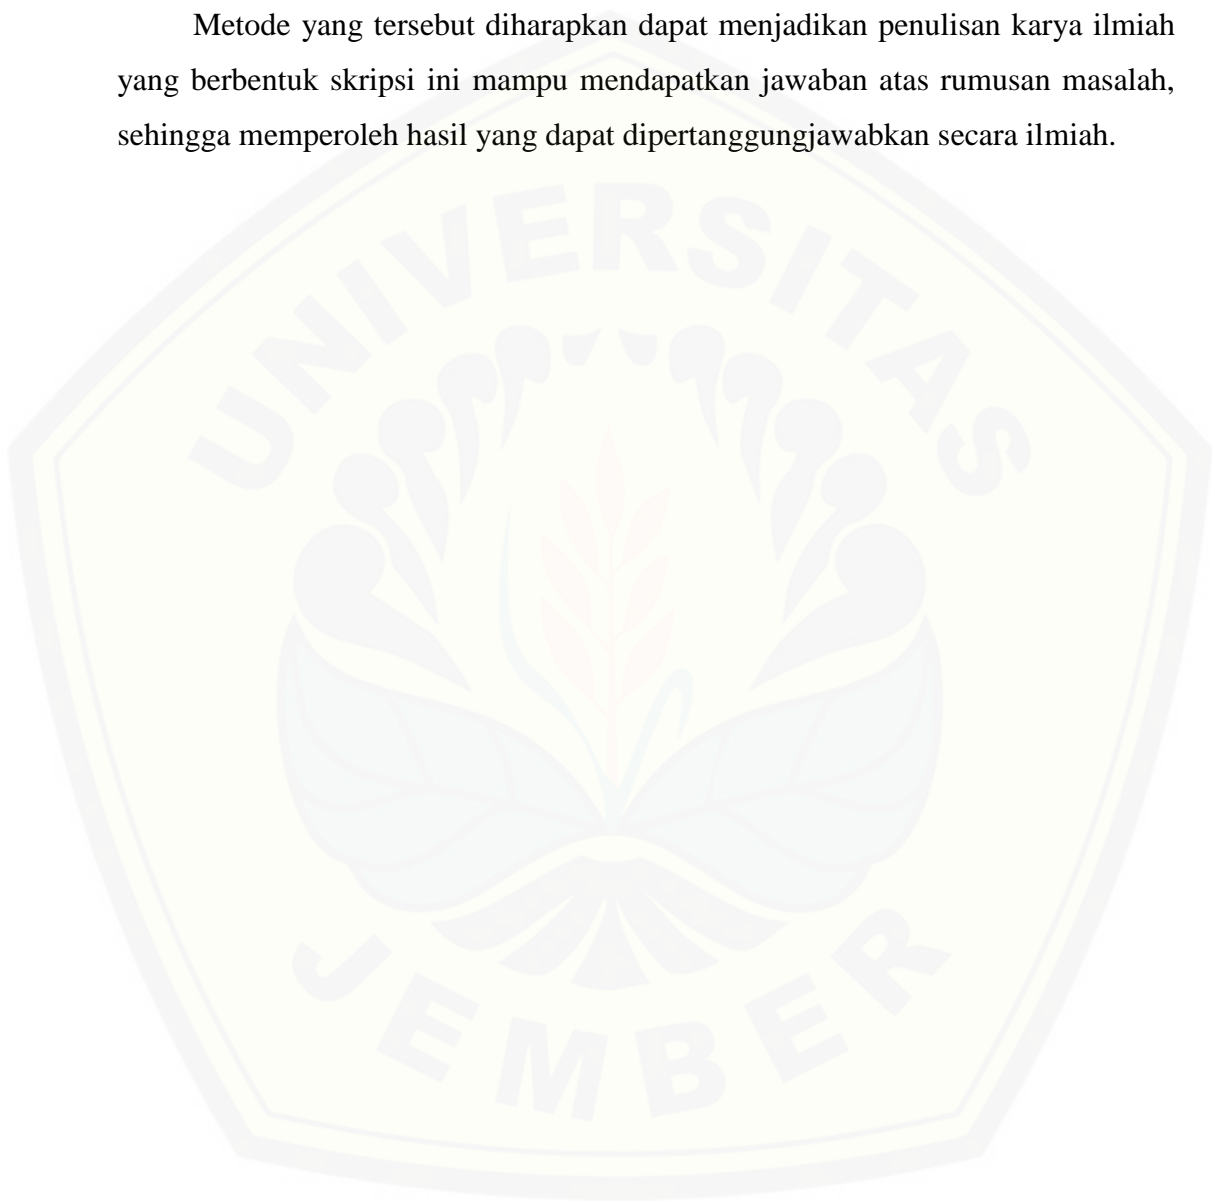 Metode yang tersebut diharapkan dapat menjadikan penulisan karya ilmiah
yang berbentuk skripsi ini mampu mendapatkan jawaban atas rumusan masalah,
sehingga memperoleh hasil yang dapat dipertanggungjawabkan secara ilmiah.
UNIVERSITAS
JEMBER